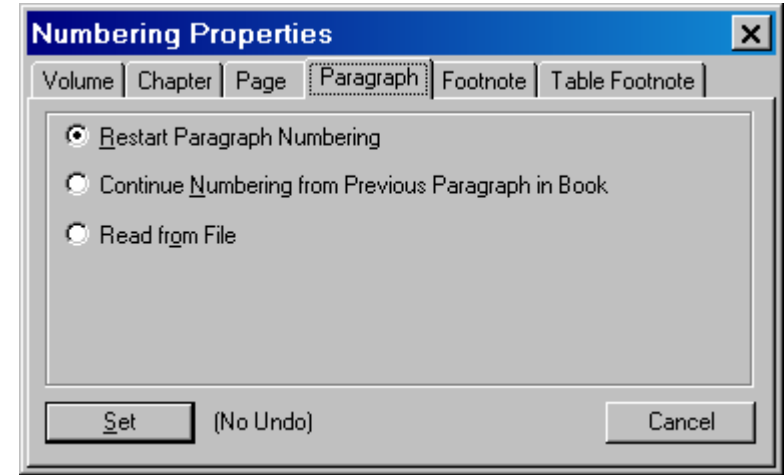 Numbering Properties
Volume Chapter Page Paragraph Footnote Table Footnote
Restart Paragraph Numbering
Continue Numbering from Previous Paragraph in Book
Read from File
Set (No Undo) Cancel